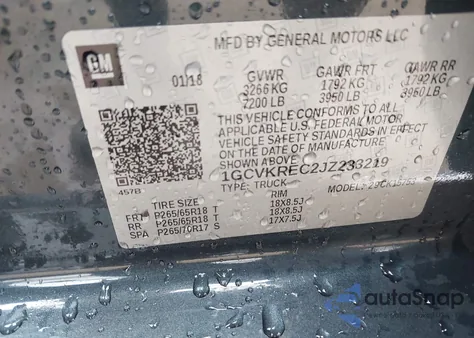 GM
MFD BY GENERAL MOTORS LLC
01/18
GVWR GAWR FRT GAWR RR
3266 KG 1792 KG 1792 KG
7200 LB 3950 LB 3950 LB
THIS VEHICLE CONFORMS TO ALL
APPLICABLE U.S. FEDERAL MOTOR
VEHICLE SAFETY STANDARDS IN EFFECT
ON THE DATE OF MANUFACTURE
457B
1GCVKREC2JZ233219
TYPE: TRUCK MODEL:
TIRE SIZE RIM
FRT P265/65R18 T 18X8.5J
RR P265/65R18 T 18X8.5J
SPA P265/70R17 S 17X7.5J
autoSnap